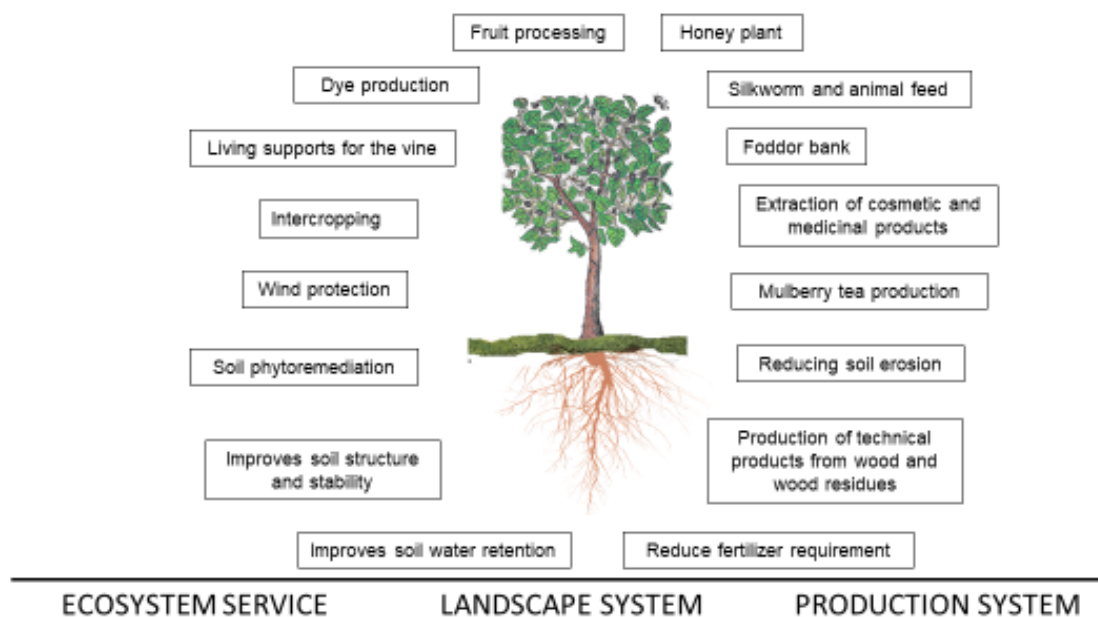 Fruit processing
Honey plant
Dye production
Silkworm and animal feed
Living supports for the vine
Foddor bank
Intercropping
Extraction of cosmetic and
medicinal products
Wind protection
Mulberry tea production
Soil phytoremediation
Reducing soil erosion
Improves soil structure
and stability
Production of technical
products from wood and
wood residues
Improves soil water retention
Reduce fertilizer requirement
ECOSYSTEM SERVICE
LANDSCAPE SYSTEM
PRODUCTION SYSTEM